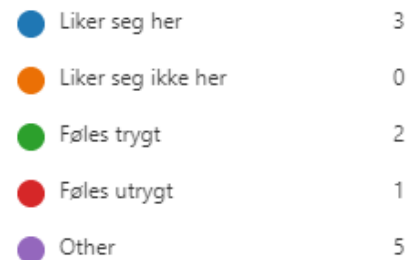 Liker seg her 3
Liker seg ikke her 0
Føles trygt 2
Føles utrygt 1
Other 5